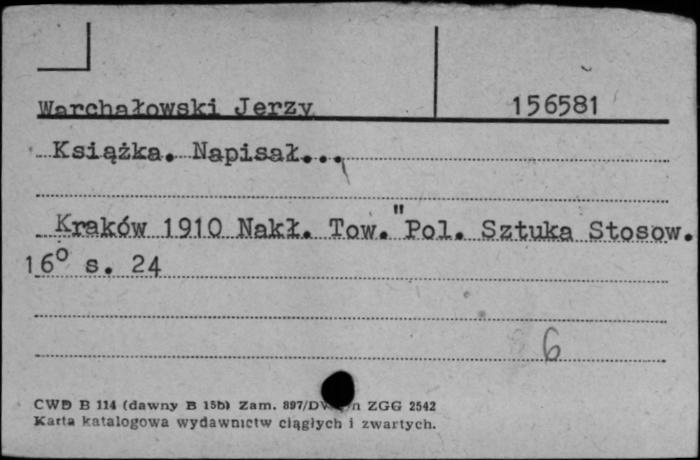 Warchałowski Jerzy 156581
Książka. Napisał...
Kraków 1910 Nakł. Tow."Pol. Sztuka Stosow.
16° s. 24
6
CWD B 114 (dawny B 15b) Zam. 897/ ZGG 2542
Karta katalogowa wydawnictw ciągłych i zwartych.